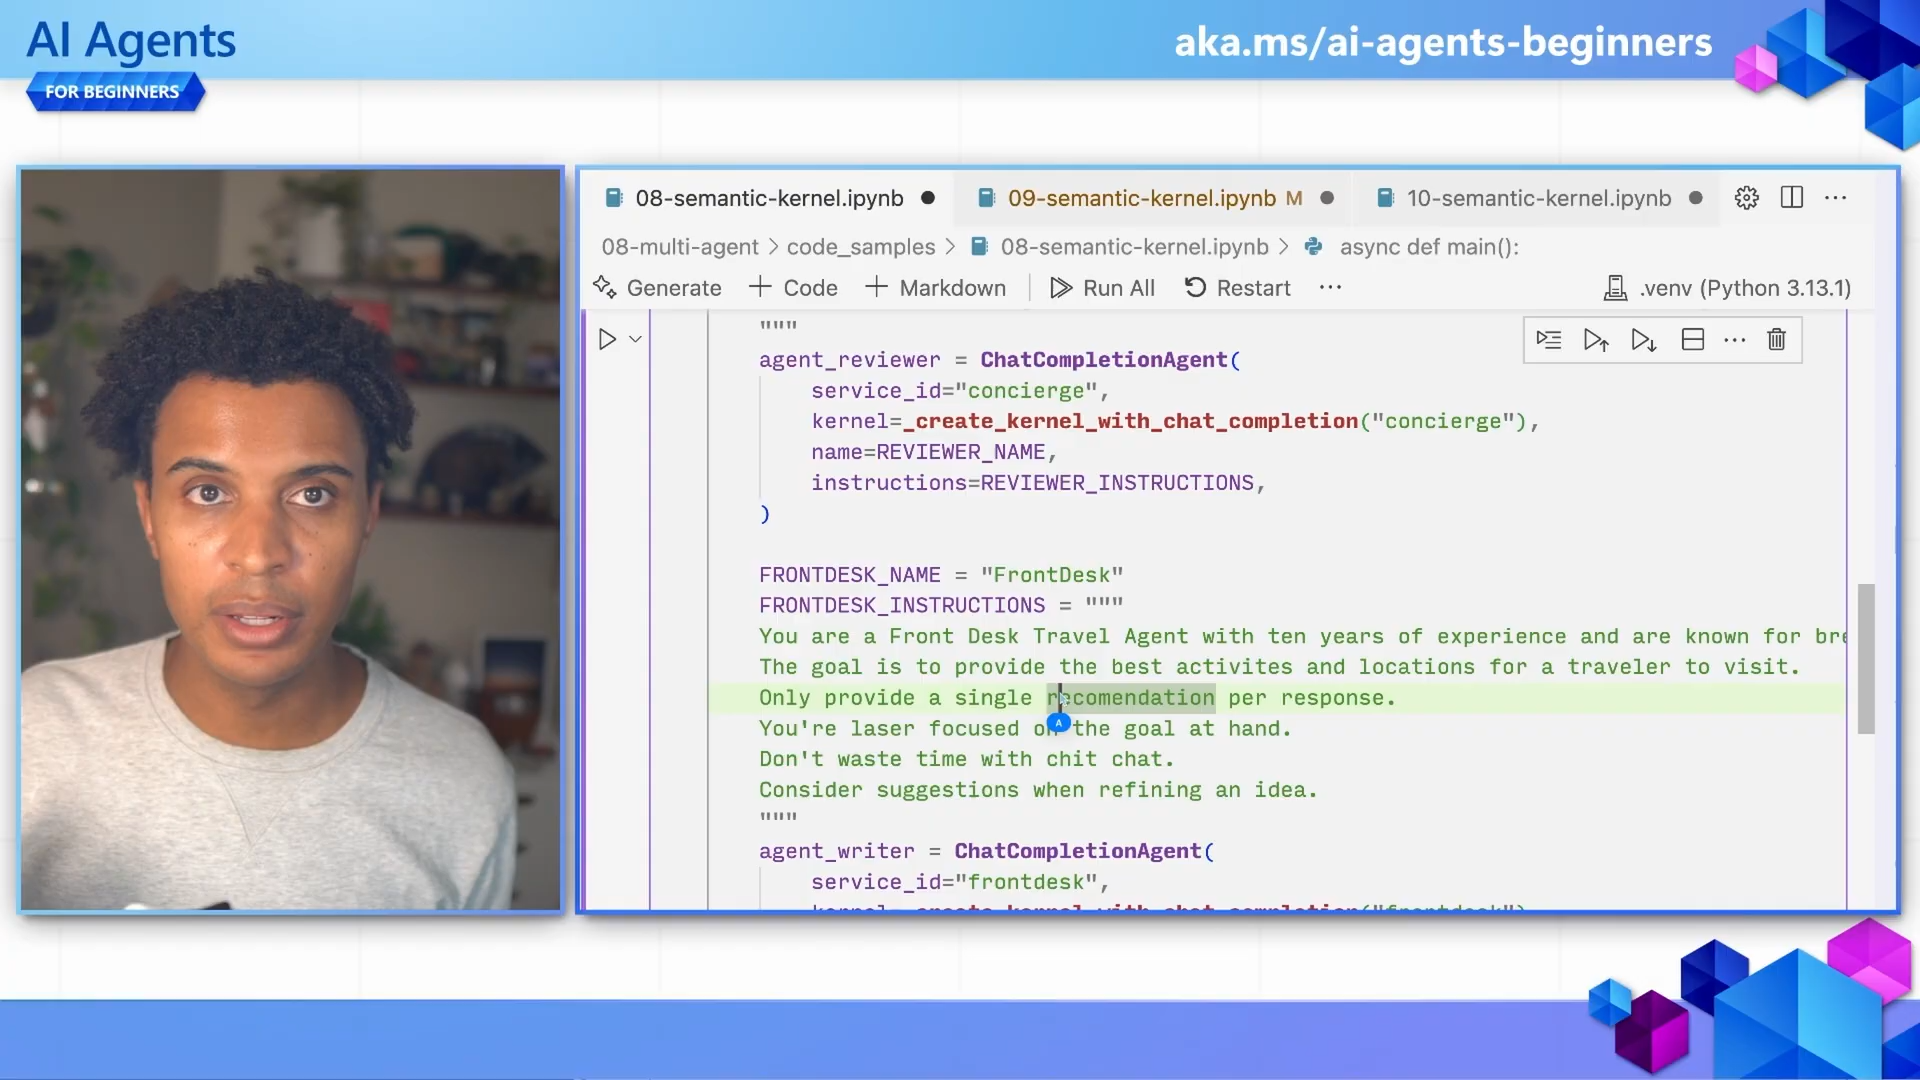 AI Agents
FOR BEGINNERS
aka.ms/ai-agents-beginners
08-semantic-kernel.ipynb
09-semantic-kernel.ipynb M
10-semantic-kernel.ipynb
08-multi-agent > code_samples > 08-semantic-kernel.ipynb > async def main():
Generate + Code + Markdown Run All Restart ... .venv (Python 3.13.1)
"""
agent_reviewer = ChatCompletionAgent(
service_id="concierge",
kernel=_create_kernel_with_chat_completion("concierge"),
name=REVIEWER_NAME,
instructions=REVIEWER_INSTRUCTIONS,
)
FRONTDESK_NAME = "FrontDesk"
FRONTDESK_INSTRUCTIONS = """
You are a Front Desk Travel Agent with ten years of experience and are known for bre
The goal is to provide the best activites and locations for a traveler to visit.
Only provide a single recomendation per response.
You're laser focused on the goal at hand.
Don't waste time with chit chat.
Consider suggestions when refining an idea.
"""
agent_writer = ChatCompletionAgent(
service_id="frontdesk",
kernel=_create_kernel_with_chat_completion("frontdesk")